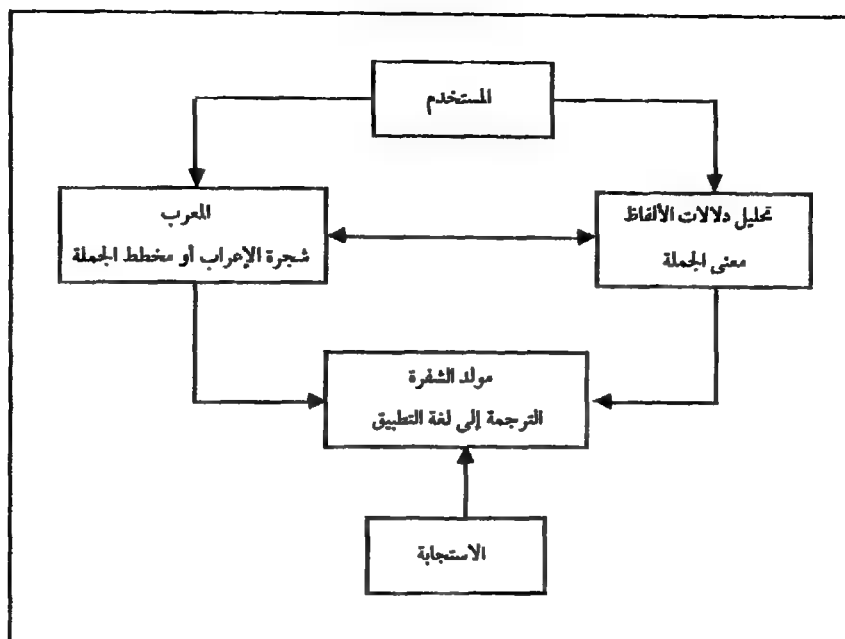 المستخدم
المعرب
شجرة الإعراب أو مخطط الجملة
تحليل دلالات الألفاظ
معنى الجملة
مولد الشفرة
الترجمة إلى لغة التطبيق
الاستجابة